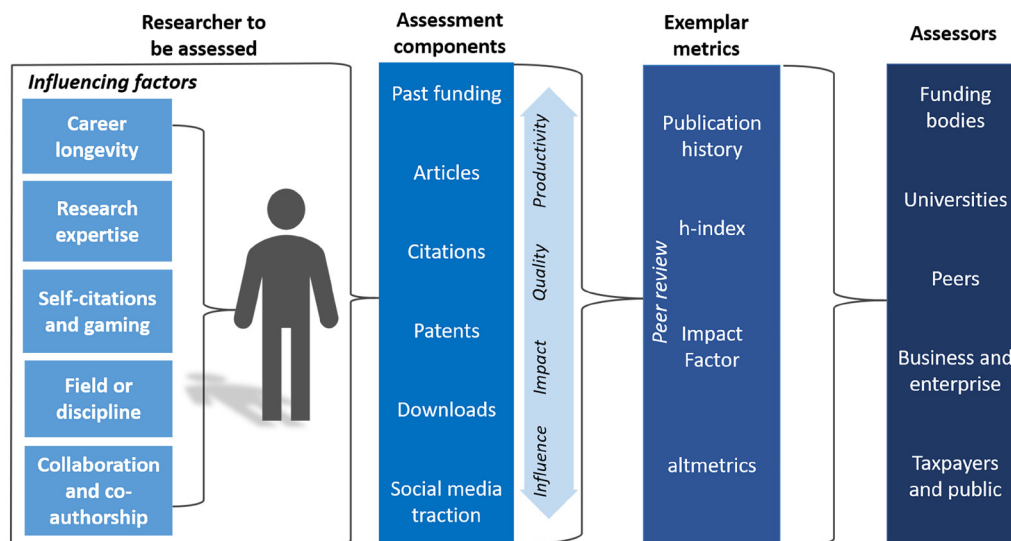 Researcher to
be assessed
Influencing factors
Career
longevity
Research
expertise
Self-citations
and gaming
Field or
discipline
Collaboration
and co-
authorship
Assessment
components
Past funding
Articles
Citations
Patents
Downloads
Social media
traction
Productivity
Quality
Impact
Influence
Exemplar
metrics
Peer review
Publication
history
h-index
Impact
Factor
altmetrics
Assessors
Funding
bodies
Universities
Peers
Business and
enterprise
Taxpayers
and public